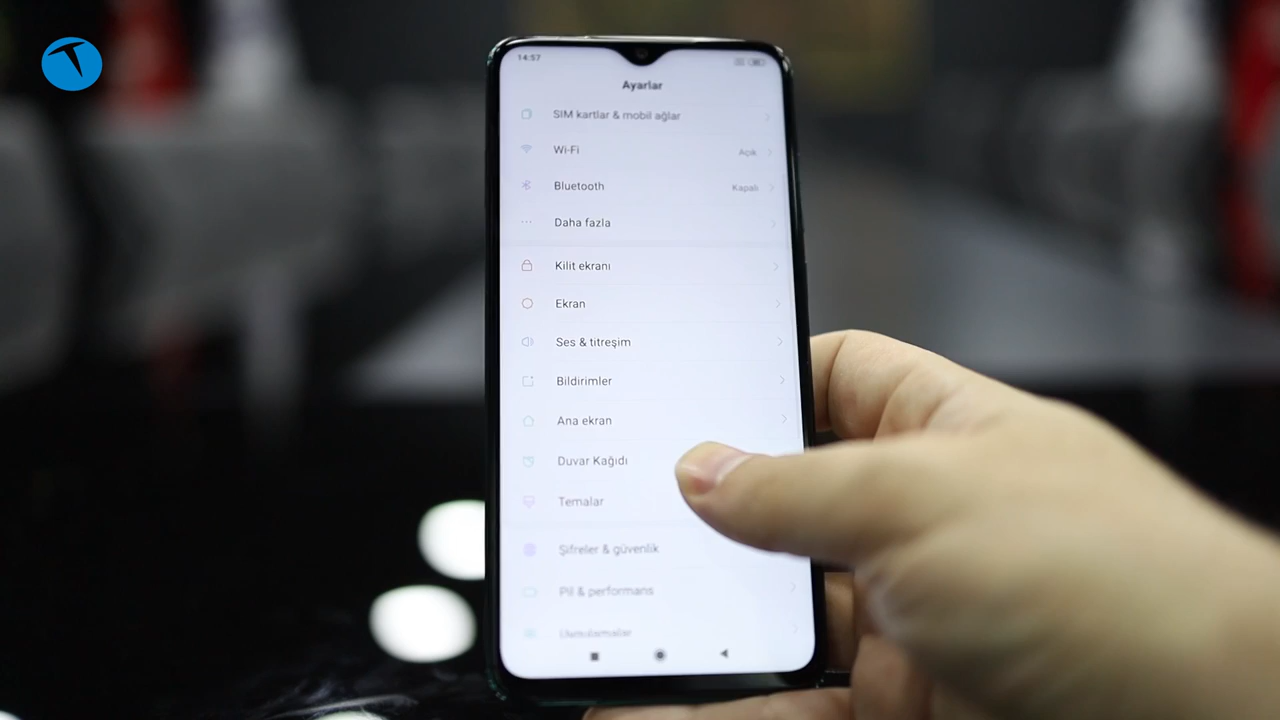 14:57
Ayarlar
SIM kartlar & mobil ağlar
Wi-Fi
Açık
Bluetooth
Kapalı
Daha fazla
Kilit ekranı
Ekran
Ses & titreşim
Bildirimler
Ana ekran
Duvar Kağıdı
Temalar
Şifreler & güvenlik
Pil & performans
Uygulamalar